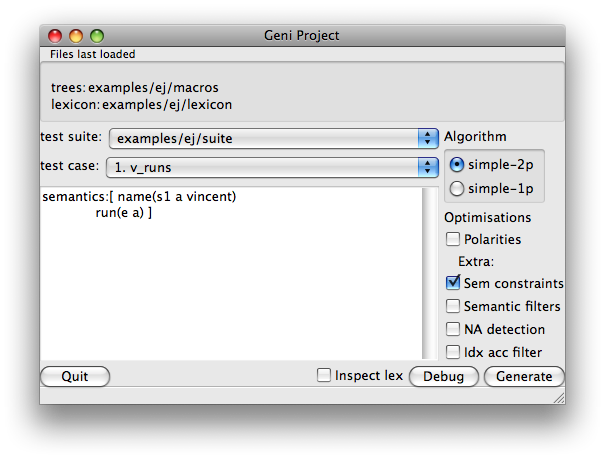 Geni Project
Files last loaded
trees: examples/ej/macros
lexicon: examples/ej/lexicon
test suite: examples/ej/suite
test case: 1. v_runs
semantics:[ name(s1 a vincent)
run(e a) ]
Algorithm
simple-2p
simple-1p
Optimisations
Polarities
Extra:
Sem constraints
Semantic filters
NA detection
Idx acc filter
Quit
Inspect lex
Debug
Generate